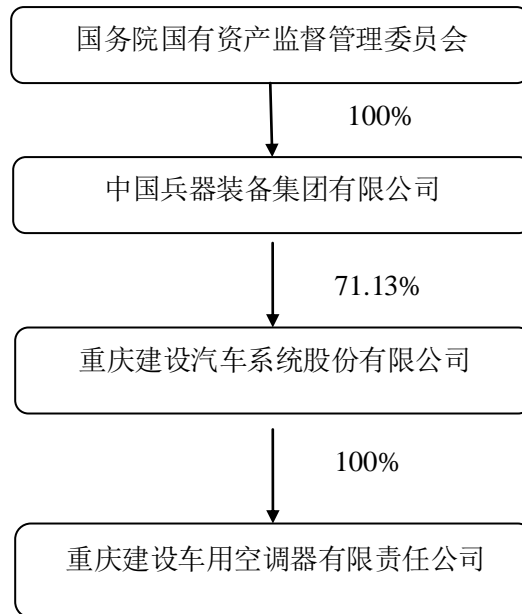 国务院国有资产监督管理委员会
100%
中国兵器装备集团有限公司
71.13%
重庆建设汽车系统股份有限公司
100%
重庆建设车用空调器有限责任公司